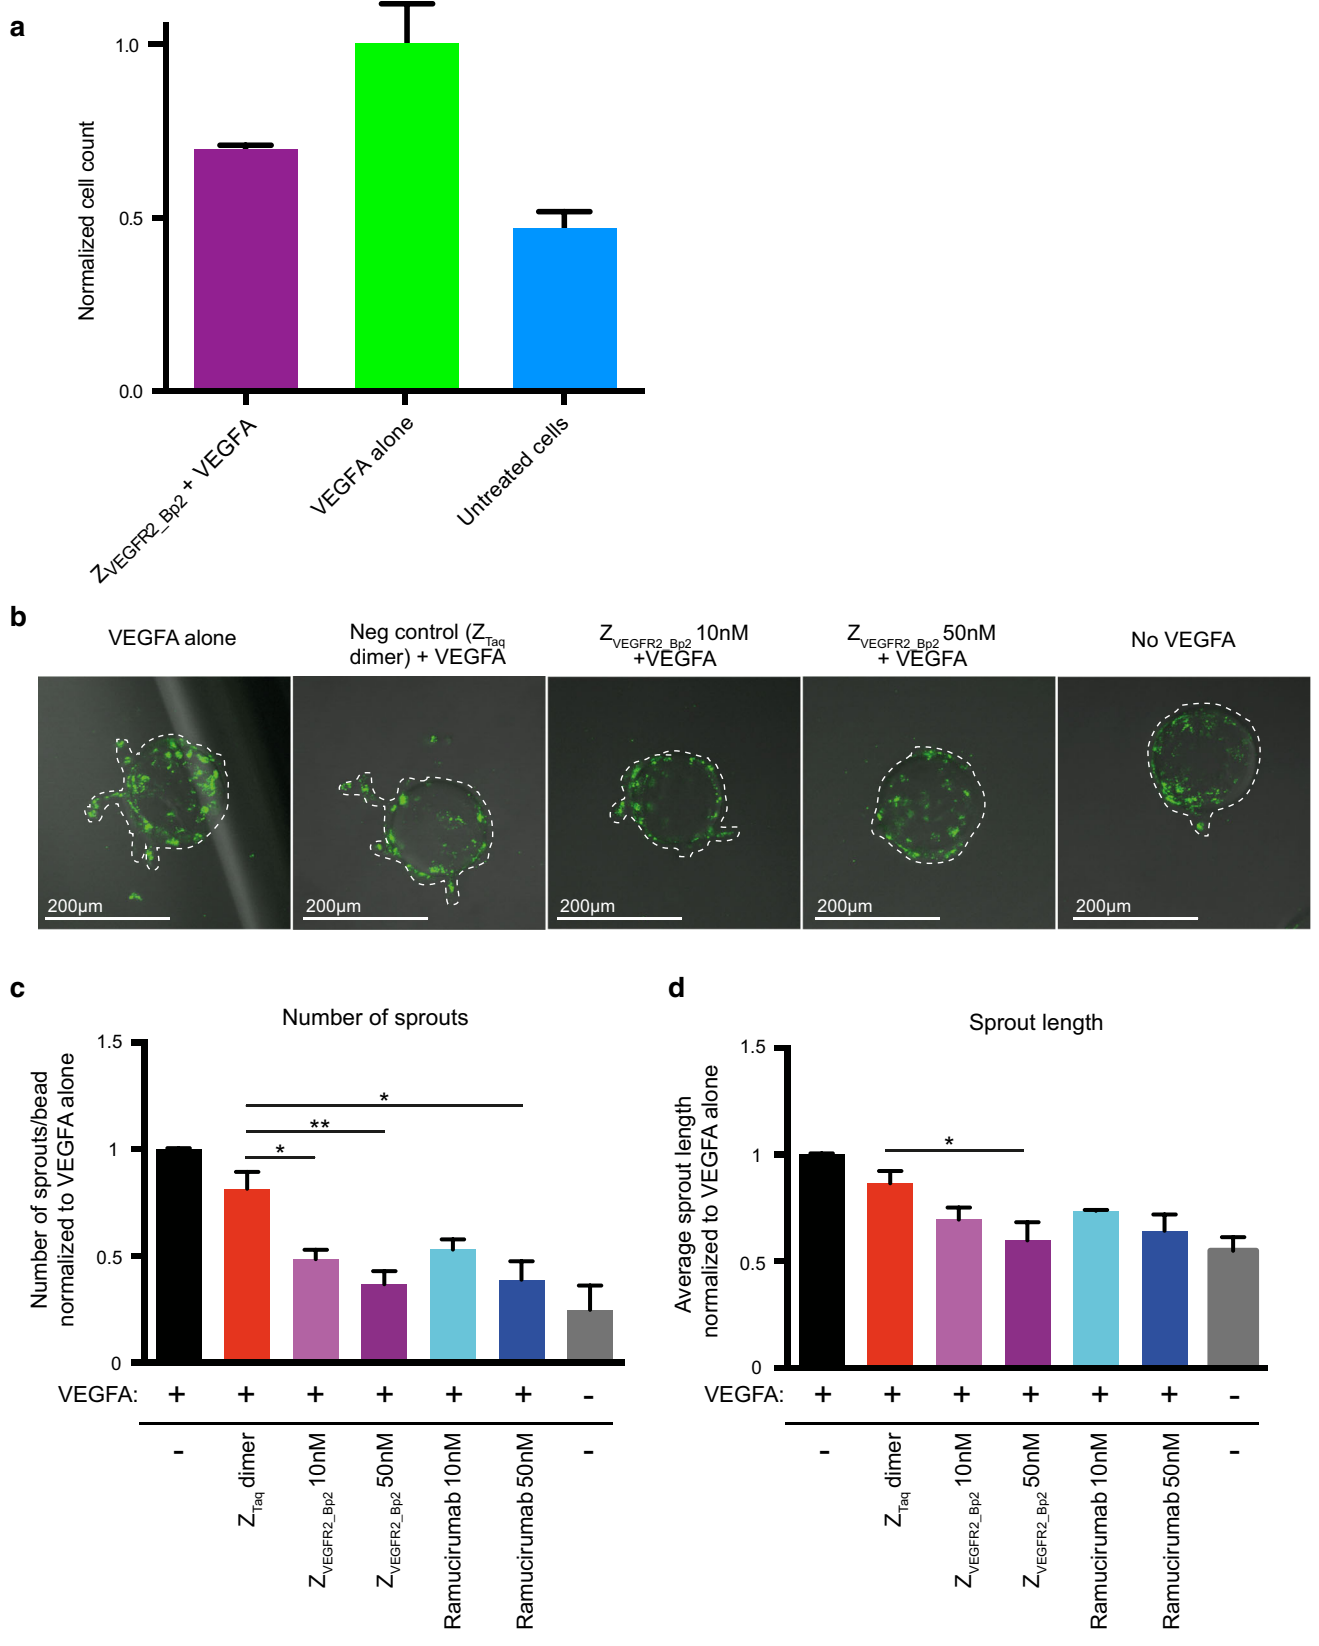 a
Normalized cell count
1.0
0.5
0.0
ZVEGFR2_Bp2 + VEGFA
VEGFA alone
Untreated cells
b
VEGFA alone
Neg control (ZTaq
dimer) + VEGFA
ZVEGFR2_Bp2 10nM
+VEGFA
ZVEGFR2_Bp2 50nM
+ VEGFA
No VEGFA
200µm
200µm
200µm
200µm
200µm
c
Number of sprouts
Number of sprouts/bead
normalized to VEGFA alone
1.5
1
0.5
0
*
**
*
VEGFA: + + + + + + -
-
ZTaq dimer
ZVEGFR2_Bp2 10nM
ZVEGFR2_Bp2 50nM
Ramucirumab 10nM
Ramucirumab 50nM
-
d
Sprout length
Average sprout length
normalized to VEGFA alone
1.5
1
0.5
0
*
VEGFA: + + + + + + -
-
ZTaq dimer
ZVEGFR2_Bp2 10nM
ZVEGFR2_Bp2 50nM
Ramucirumab 10nM
Ramucirumab 50nM
-